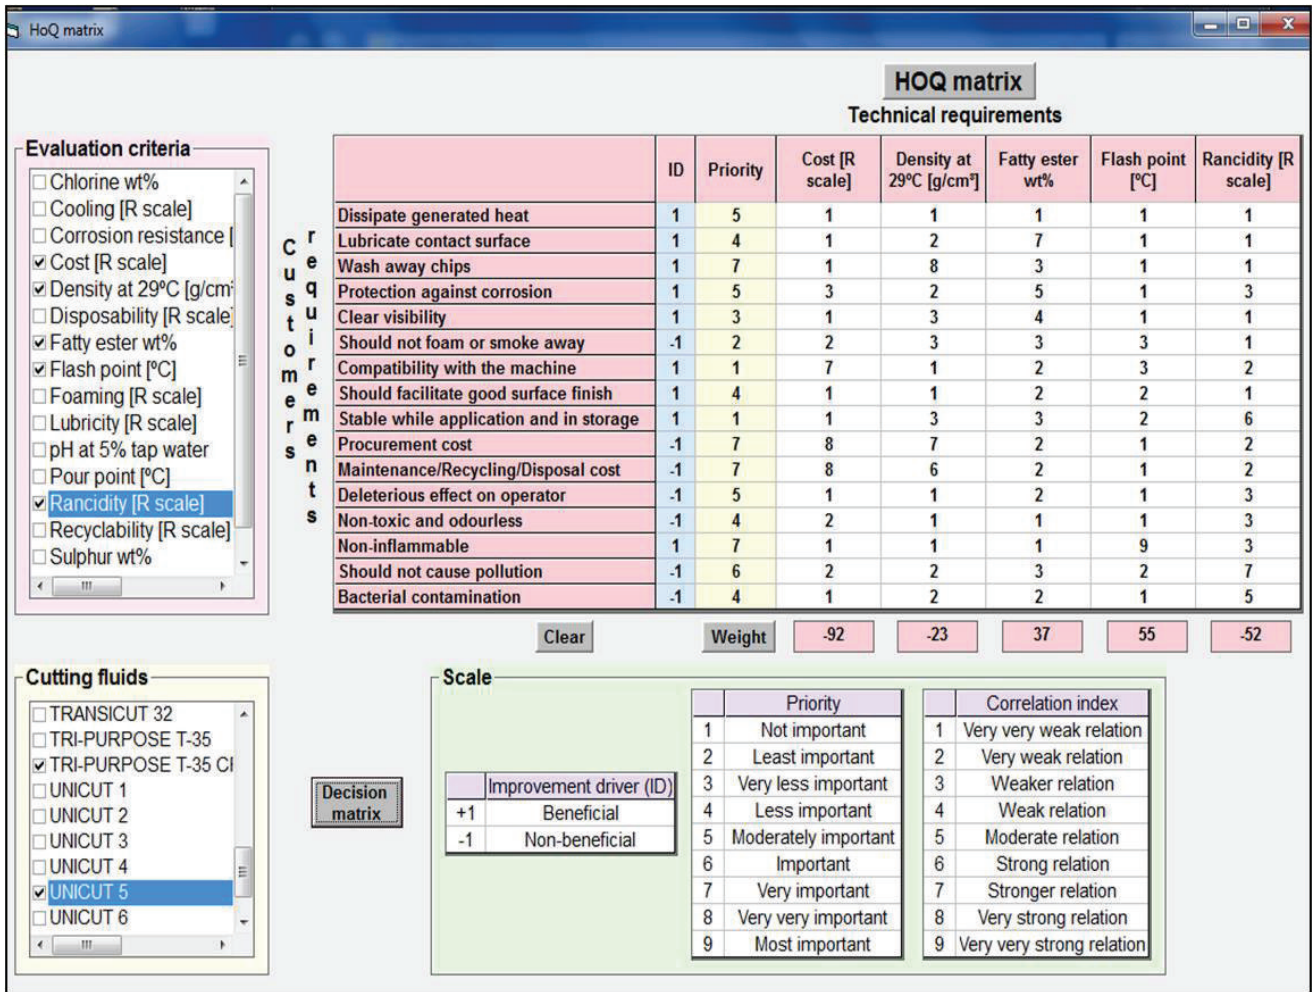 HoQ matrix
HOQ matrix
Technical requirements
Evaluation criteria
Chlorine wt%
Cooling [R scale]
Corrosion resistance [
Cost [R scale]
Density at 29ºC [g/cm³
Disposability [R scale]
Fatty ester wt%
Flash point [ºC]
Foaming [R scale]
Lubricity [R scale]
pH at 5% tap water
Pour point [ºC]
Rancidity [R scale]
Recyclability [R scale]
Sulphur wt%
Customers
requirements
ID Priority Cost [R scale] Density at 29ºC [g/cm³] Fatty ester wt% Flash point [ºC] Rancidity [R scale]
Dissipate generated heat 1 5 1 1 1 1 1
Lubricate contact surface 1 4 1 2 7 1 1
Wash away chips 1 7 1 8 3 1 1
Protection against corrosion 1 5 3 2 5 1 3
Clear visibility 1 3 1 3 4 1 1
Should not foam or smoke away -1 2 2 3 3 3 1
Compatibility with the machine 1 1 7 1 2 3 2
Should facilitate good surface finish 1 4 1 1 2 2 1
Stable while application and in storage 1 1 1 3 3 2 6
Procurement cost -1 7 8 7 2 1 2
Maintenance/Recycling/Disposal cost -1 7 8 6 2 1 2
Deleterious effect on operator -1 5 1 1 2 1 3
Non-toxic and odourless -1 4 2 1 1 1 3
Non-inflammable 1 7 1 1 1 9 3
Should not cause pollution -1 6 2 2 3 2 7
Bacterial contamination -1 4 1 2 2 1 5
Clear Weight -92 -23 37 55 -52
Cutting fluids
TRANSICUT 32
TRI-PURPOSE T-35
TRI-PURPOSE T-35 CF
UNICUT 1
UNICUT 2
UNICUT 3
UNICUT 4
UNICUT 5
UNICUT 6
Decision
matrix
Scale
Improvement driver (ID)
+1 Beneficial
-1 Non-beneficial
Priority
1 Not important
2 Least important
3 Very less important
4 Less important
5 Moderately important
6 Important
7 Very important
8 Very very important
9 Most important
Correlation index
1 Very very weak relation
2 Very weak relation
3 Weaker relation
4 Weak relation
5 Moderate relation
6 Strong relation
7 Stronger relation
8 Very strong relation
9 Very very strong relation